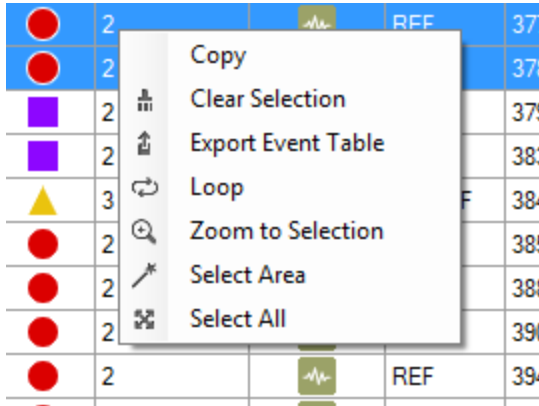 2 REF 37
2 37
Copy
2 Clear Selection 37
2 Export Event Table 38
3 Loop F 38
2 Zoom to Selection 38
2 Select Area 38
2 Select All 39
2 REF 39